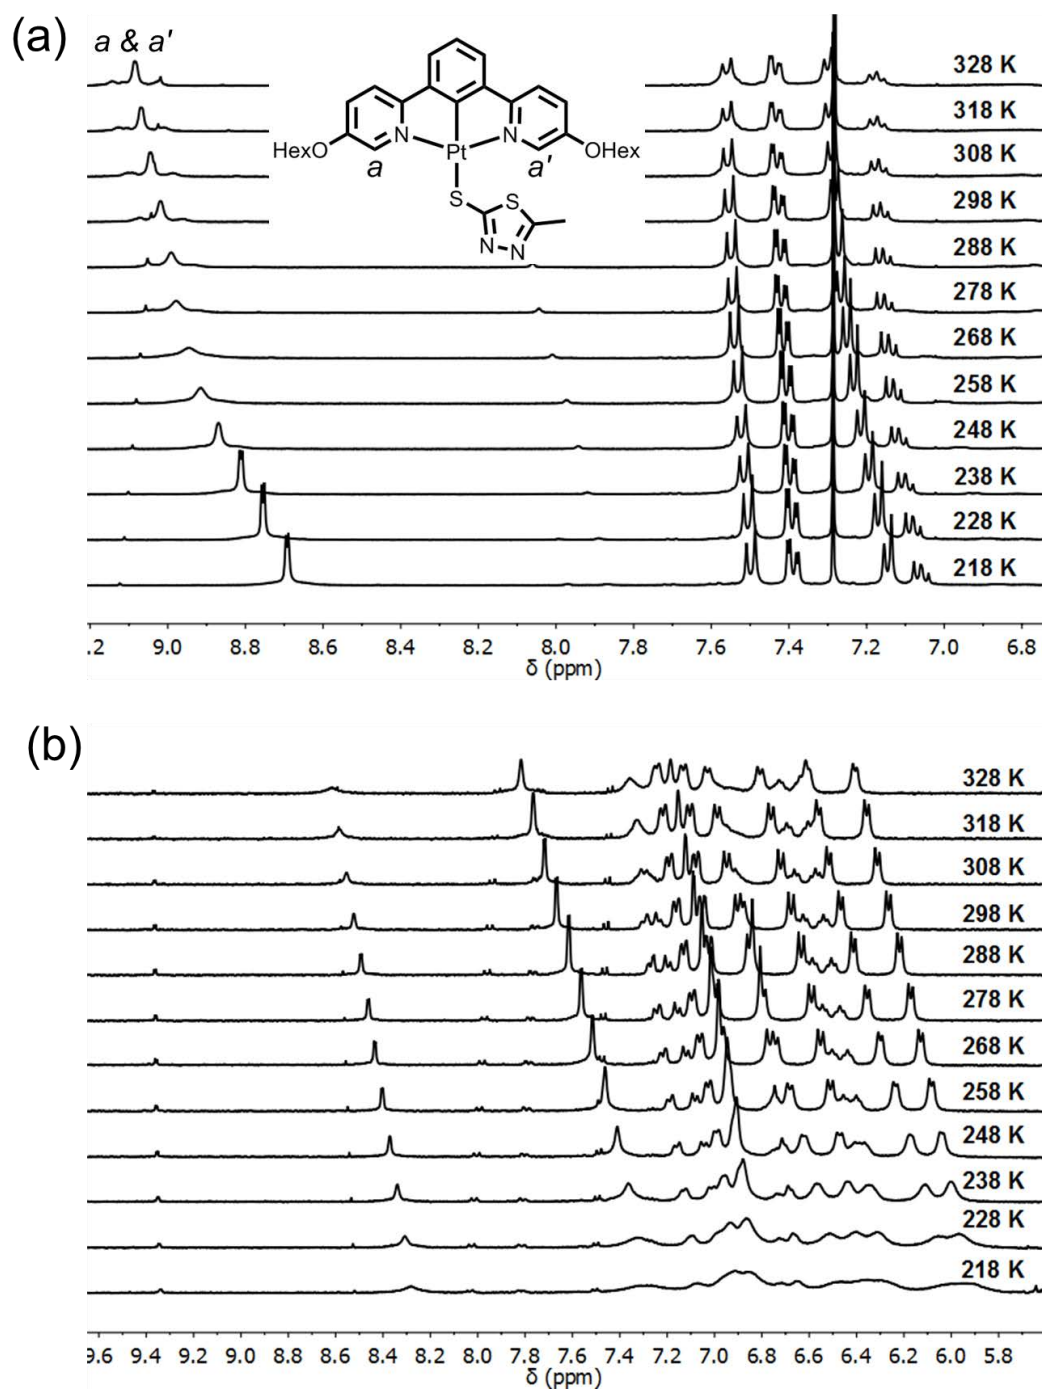 (a)
a & a'
328 K
318 K
308 K
298 K
288 K
278 K
268 K
258 K
248 K
238 K
228 K
218 K
N
N
HexO
Pt
OHex
a
a'
S
S
N
N
.2 9.0 8.8 8.6 8.4 8.2 8.0 7.8 7.6 7.4 7.2 7.0 6.8
δ (ppm)
(b)
328 K
318 K
308 K
298 K
288 K
278 K
268 K
258 K
248 K
238 K
228 K
218 K
9.6 9.4 9.2 9.0 8.8 8.6 8.4 8.2 8.0 7.8 7.6 7.4 7.2 7.0 6.8 6.6 6.4 6.2 6.0 5.8
δ (ppm)